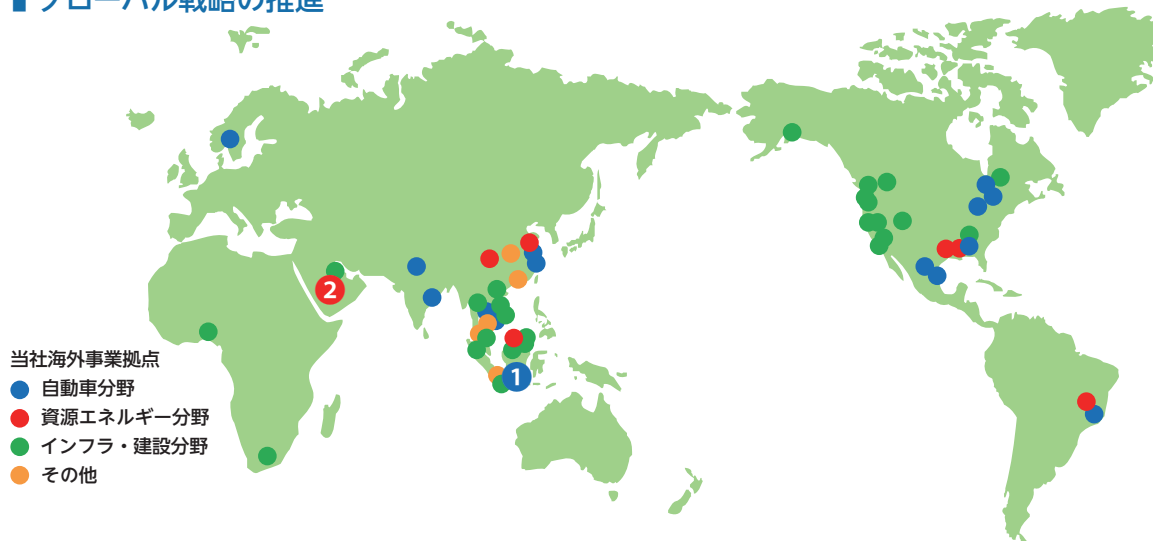 グローバル戦略の推進
2
1
当社海外事業拠点
自動車分野
資源エネルギー分野
インフラ・建設分野
その他